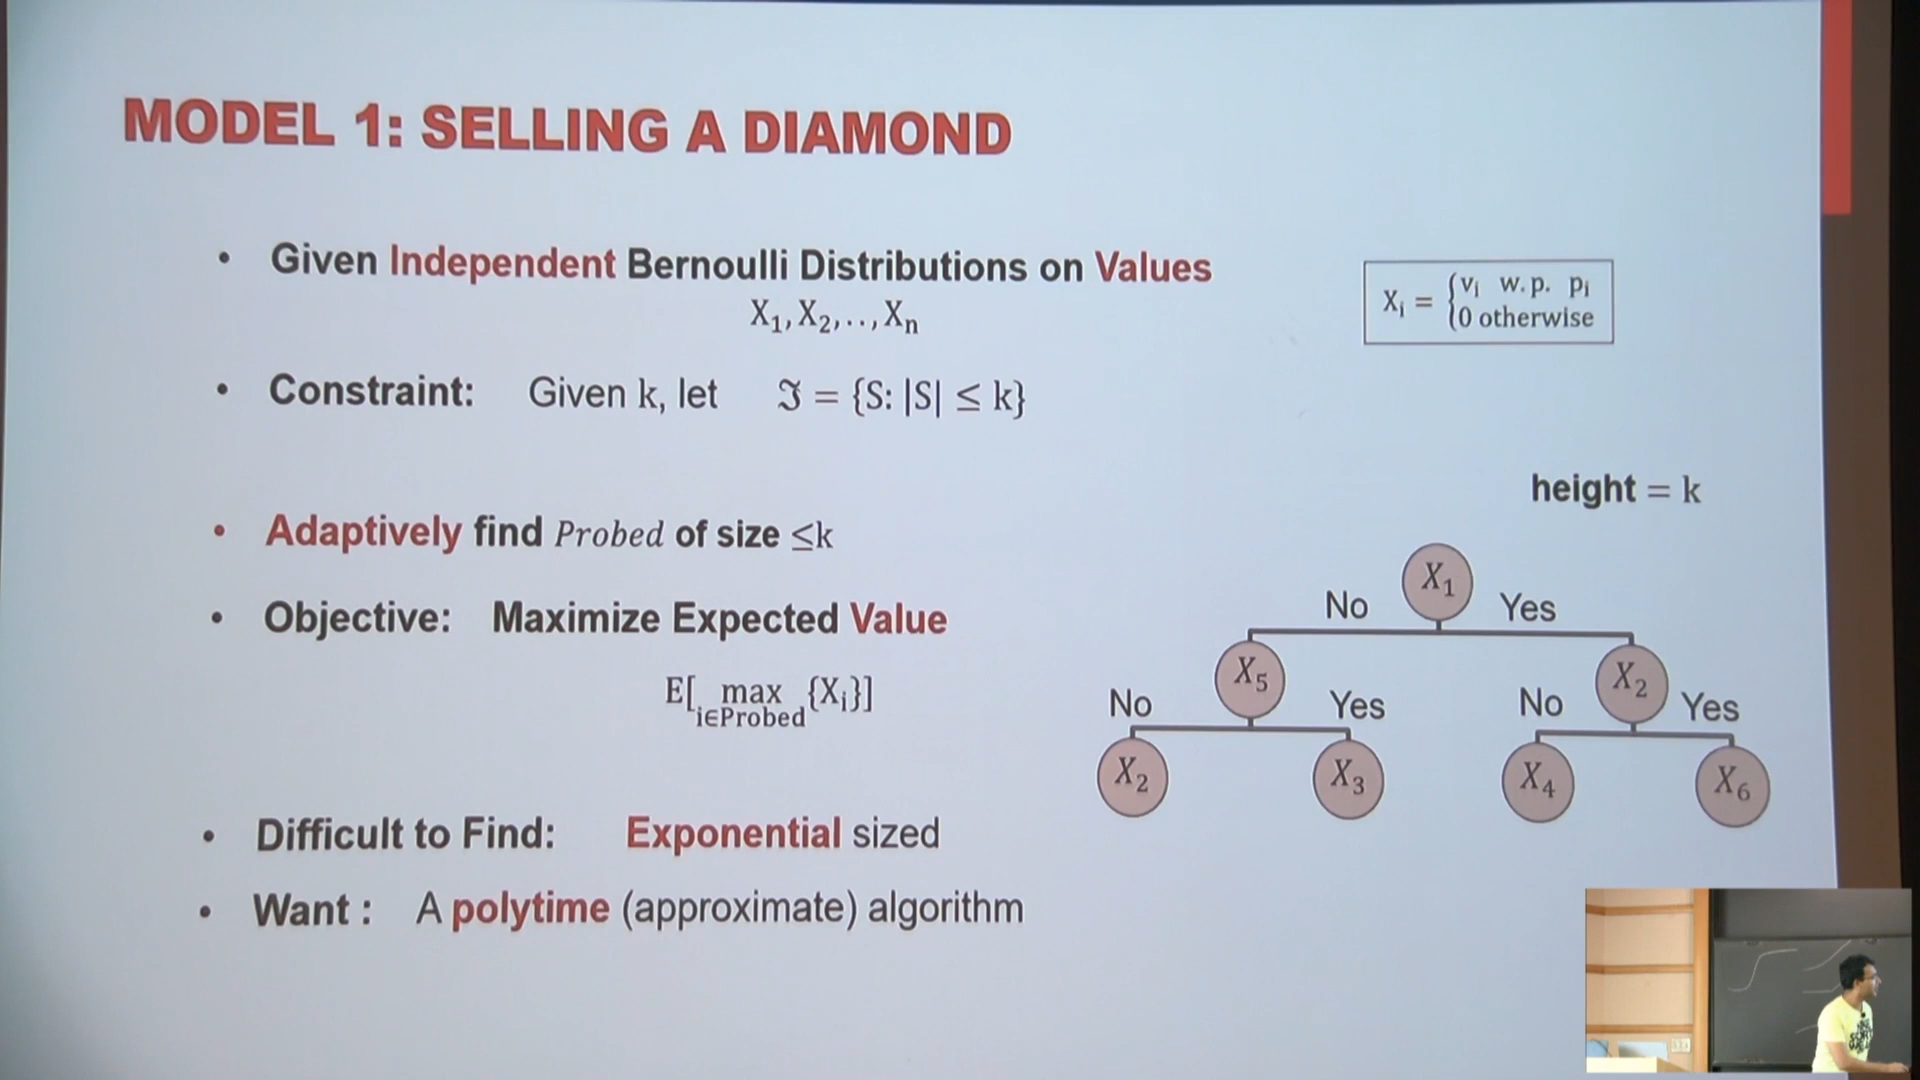 MODEL 1: SELLING A DIAMOND
• Given Independent Bernoulli Distributions on Values
X₁, X₂, . . , Xₙ
Xᵢ = {vᵢ w.p. pᵢ
0 otherwise
• Constraint: Given k, let ℑ = {S: |S| ≤ k}
height = k
• Adaptively find Probed of size ≤k
• Objective: Maximize Expected Value
E[ max {Xᵢ}]
i∈Probed
X₁
No Yes
X₅ X₂
No Yes No Yes
X₂ X₃ X₄ X₆
• Difficult to Find: Exponential sized
• Want : A polytime (approximate) algorithm